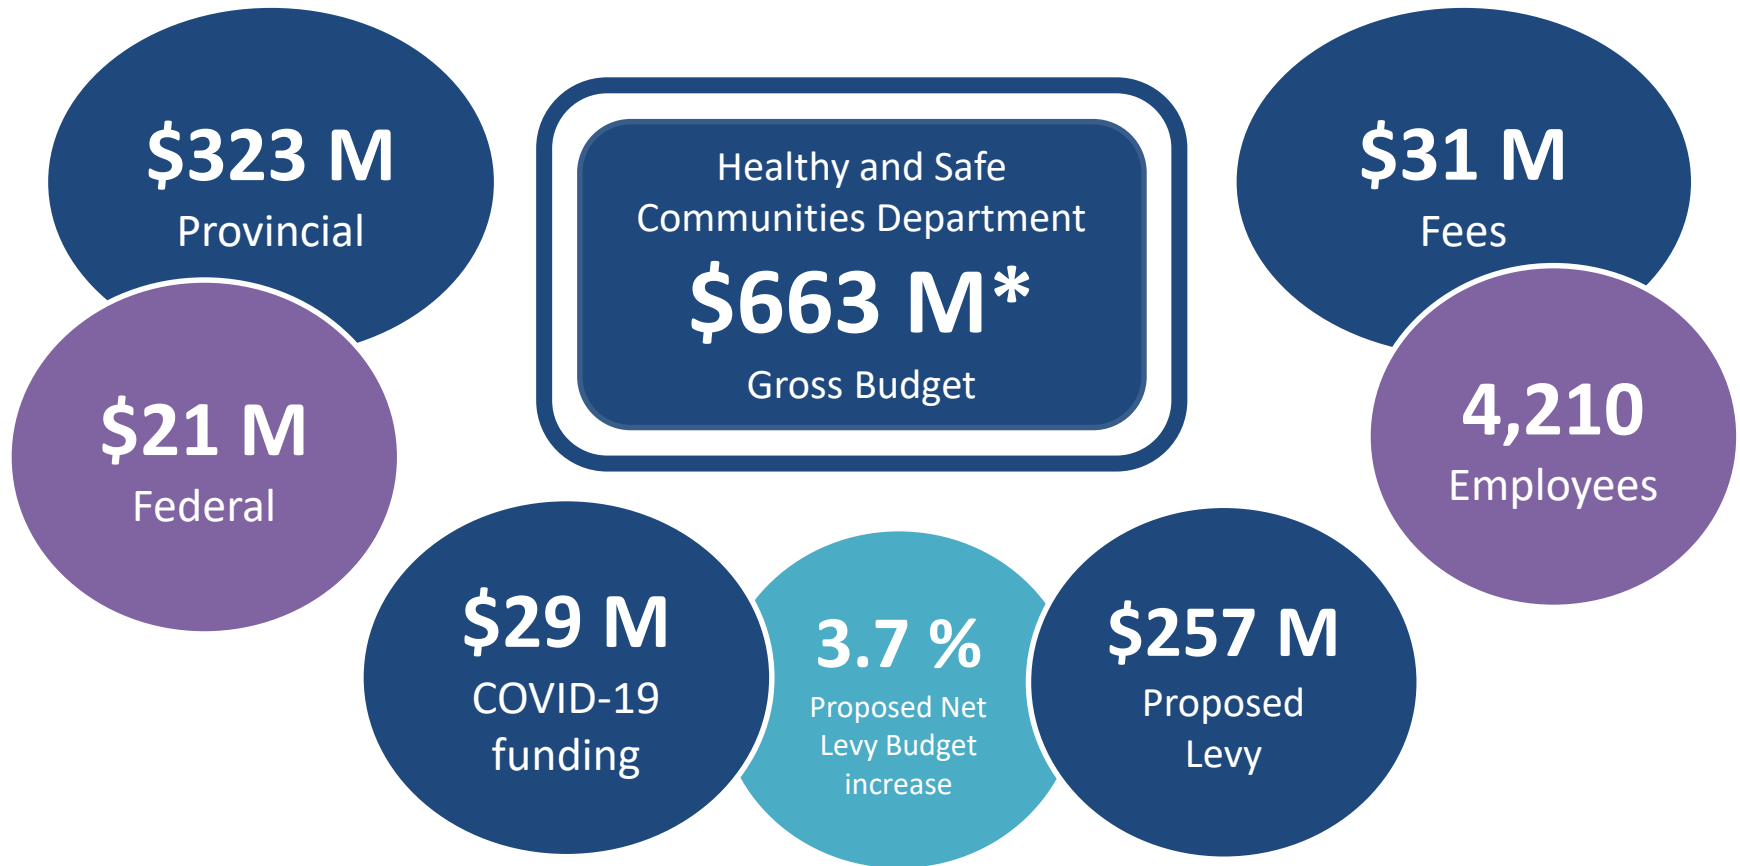 $323 M
Provincial
$21 M
Federal
Healthy and Safe
Communities Department
$663 M*
Gross Budget
$31 M
Fees
4,210
Employees
$29 M
COVID-19
funding
3.7 %
Proposed Net
Levy Budget
increase
$257 M
Proposed
Levy